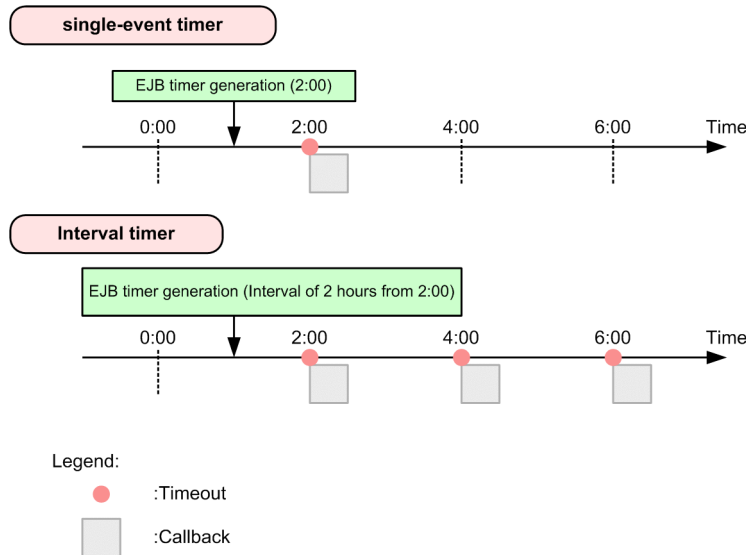 single-event timer
EJB timer generation (2:00)
0:00 2:00 4:00 6:00 Time
Interval timer
EJB timer generation (Interval of 2 hours from 2:00)
0:00 2:00 4:00 6:00 Time
Legend:
:Timeout
:Callback